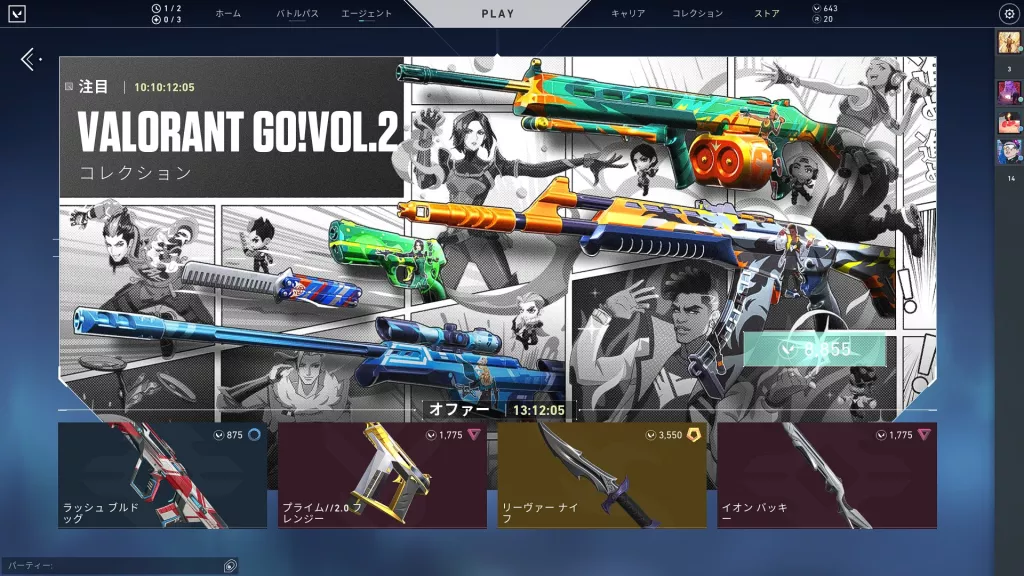 1 / 2
0 / 3
ホーム
バトルパス
エージェント
PLAY
キャリア
コレクション
ストア
643
20
注目 | 10:10:12:05
VALORANT GO!VOL.2
コレクション
3
14
8,855
オファー | 13:12:05
875
ラッシュ ブルド
ッグ
1,775
プライム//2.0 フ
レンジー
3,550
リーヴァー ナイ
フ
1,775
イオン バッキ
ー
パーティー: